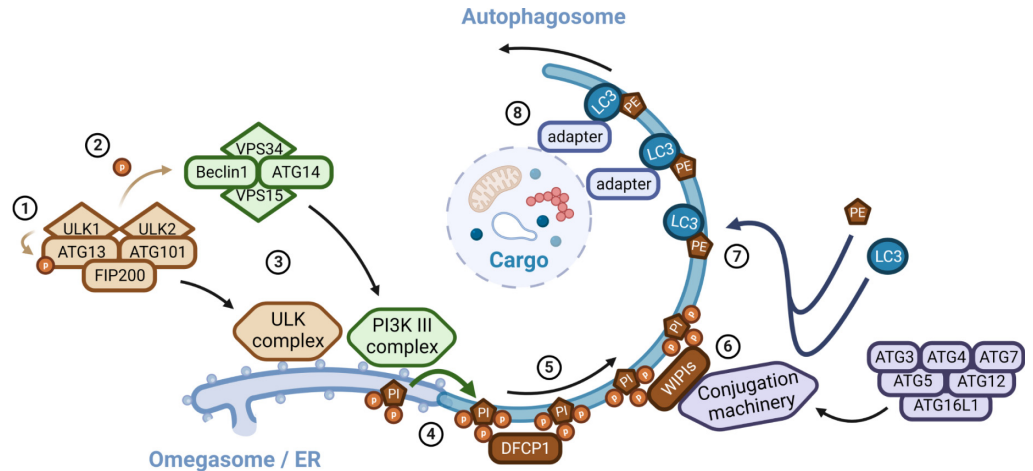 Autophagosome
8
LC3
PE
adapter
LC3
PE
adapter
2
p
VPS34
Beclin1
ATG14
VPS15
1
ULK1
ULK2
ATG13
ATG101
p
FIP200
3
Cargo
LC3
PE
7
PE
LC3
ULK
complex
PI3K III
complex
PI
p
p
p
6
WIPIs
5
PI
p
p
p
Conjugation
machinery
ATG3
ATG4
ATG7
ATG5
ATG12
ATG16L1
PI
p
p
4
PI
p
p
p
PI
p
p
p
DFCP1
Omegasome / ER